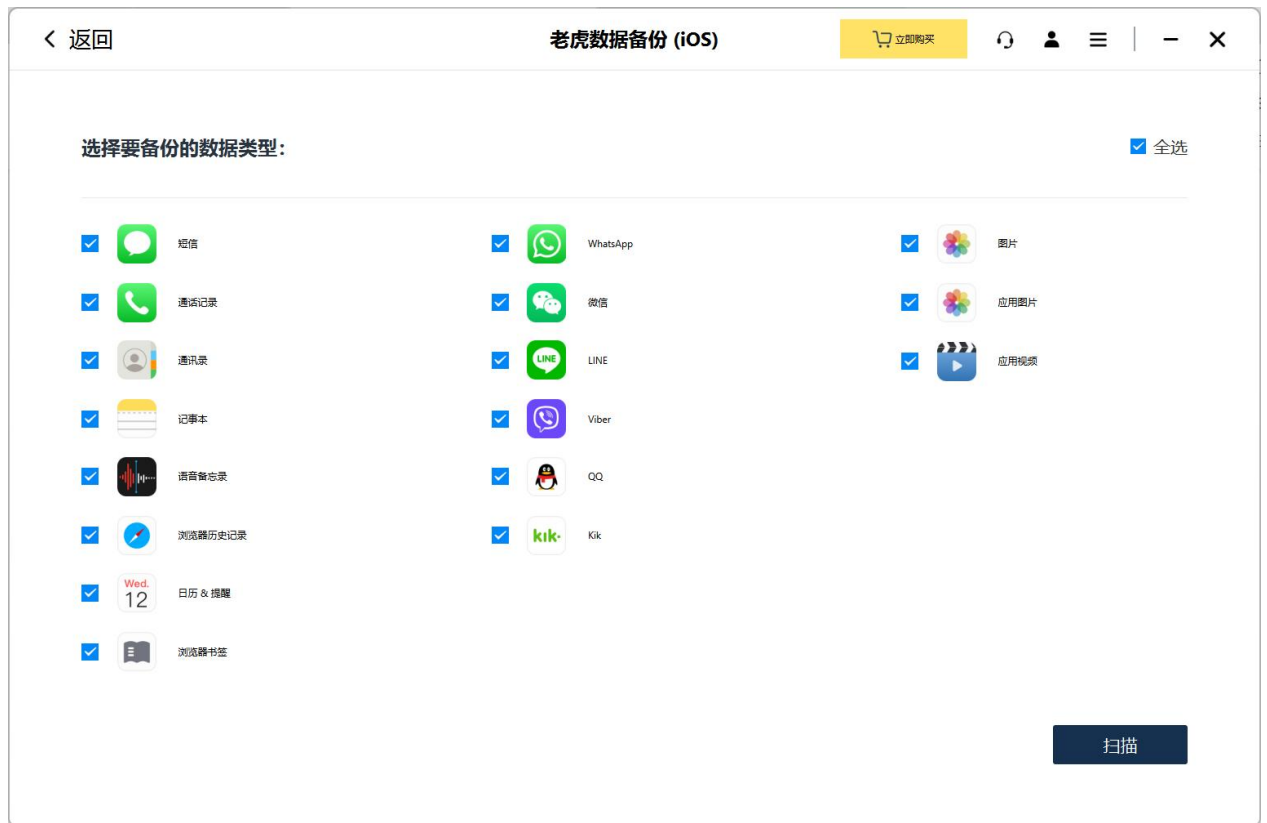 返回
老虎数据备份 (iOS)
立即购买
选择要备份的数据类型：
全选
短信
WhatsApp
图片
通话记录
微信
应用图片
通讯录
LINE
LINE
应用视频
记事本
Viber
语音备忘录
QQ
浏览器历史记录
kik·
Kik
Wed.
12
日历 & 提醒
浏览器书签
扫描